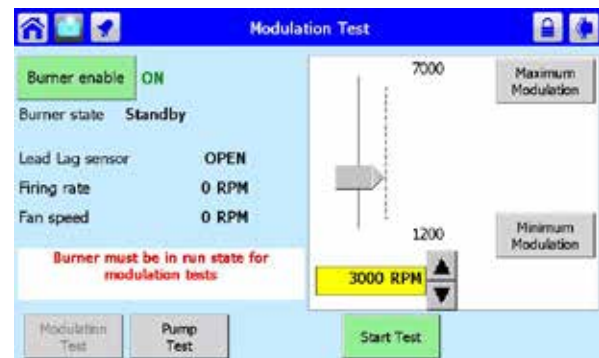 Modulation Test
Burner enable ON
Burner state Standby
Lead Lag sensor OPEN
Firing rate 0 RPM
Fan speed 0 RPM
Burner must be in run state for
modulation tests
7000
1200
3000 RPM
Maximum
Modulation
Minimum
Modulation
Modulation
Test
Pump
Test
Start Test